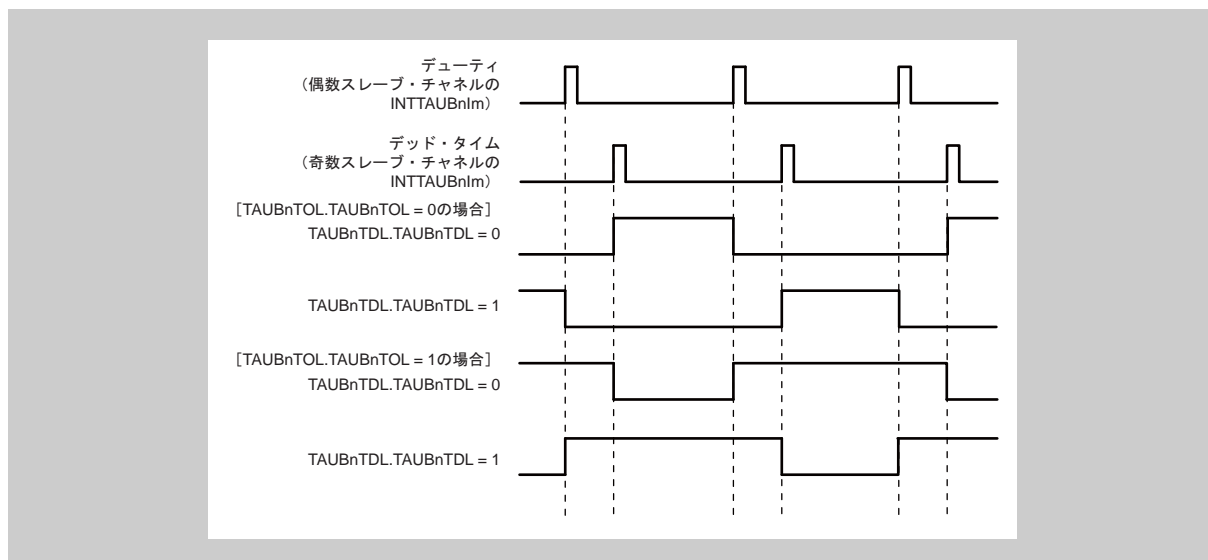 デューティ
（偶数スレーブ・チャネルの
INTTAUBnIm）
デッド・タイム
（奇数スレーブ・チャネルの
INTTAUBnIm）
［TAUBnTOL.TAUBnTOL = 0の場合］
TAUBnTDL.TAUBnTDL = 0
TAUBnTDL.TAUBnTDL = 1
［TAUBnTOL.TAUBnTOL = 1の場合］
TAUBnTDL.TAUBnTDL = 0
TAUBnTDL.TAUBnTDL = 1